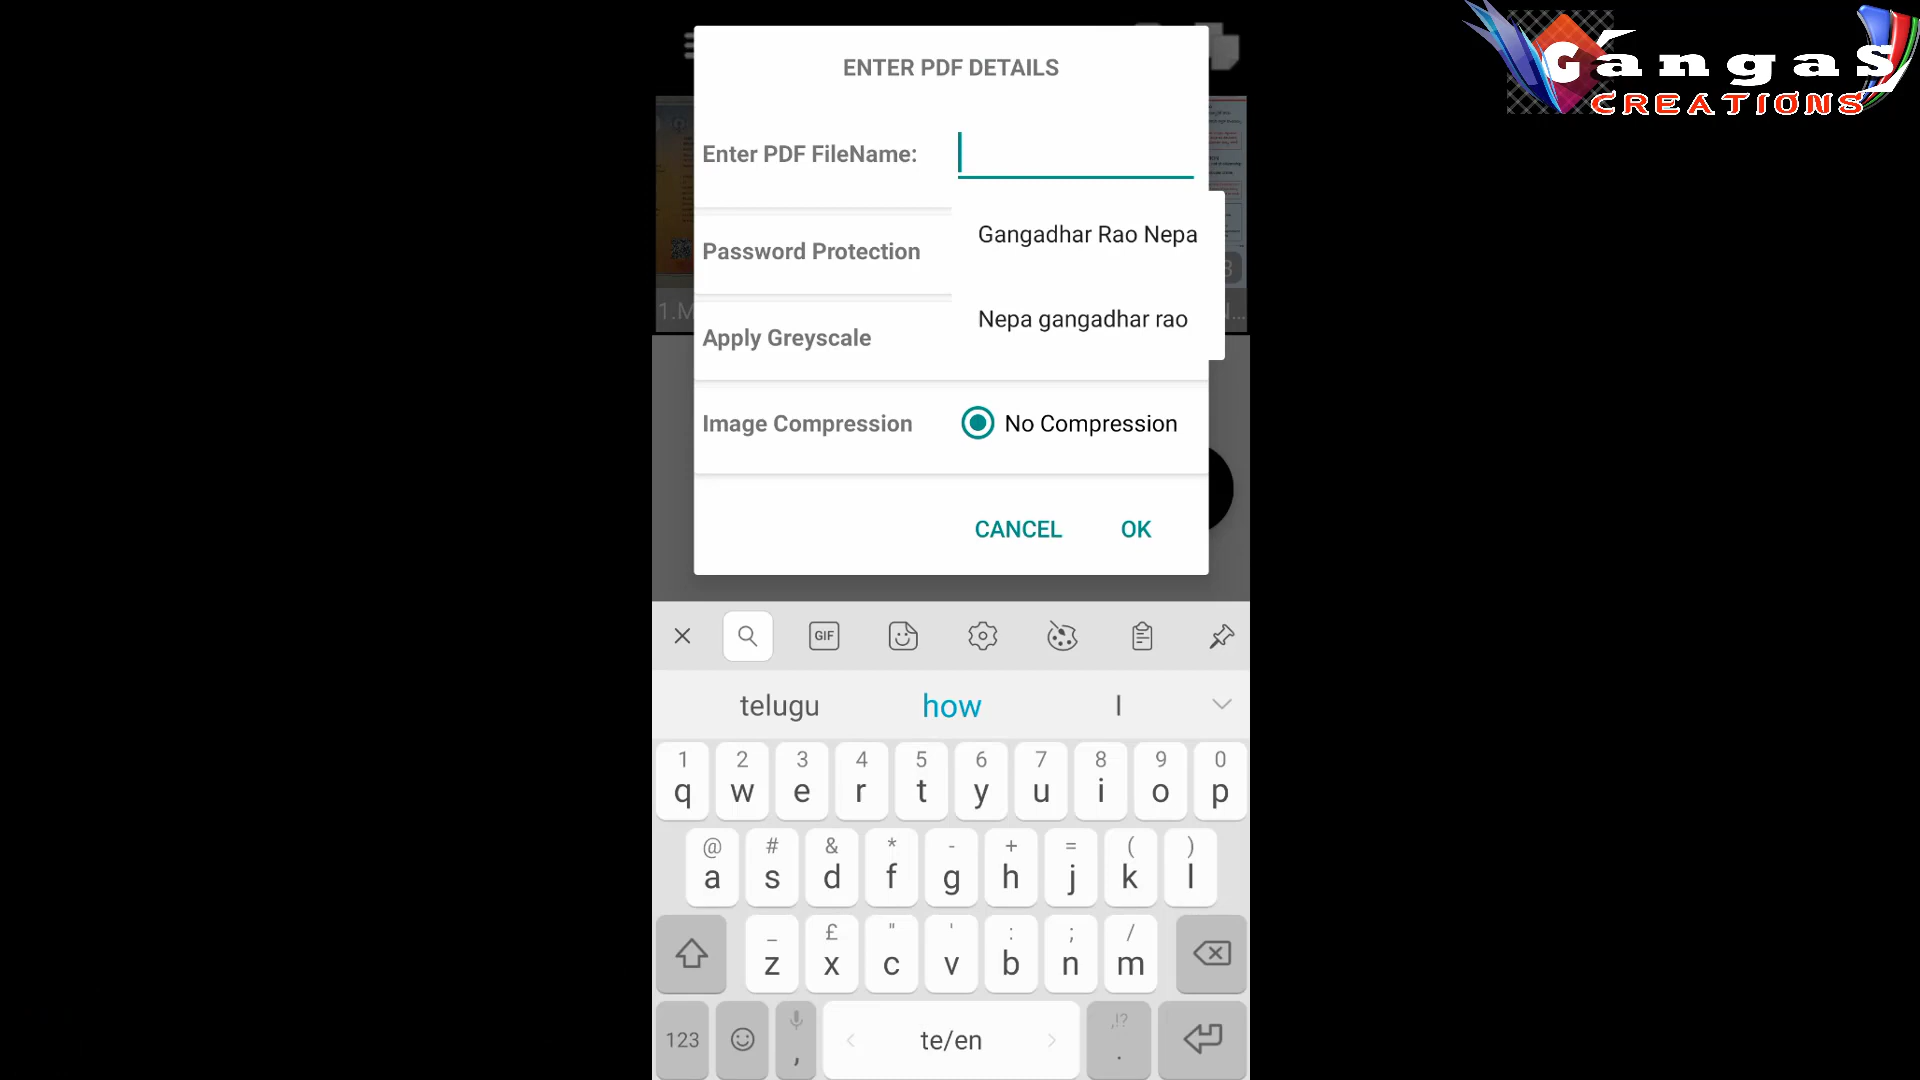 GangaS
CREATIONS
ENTER PDF DETAILS
Enter PDF FileName:
Gangadhar Rao Nepa
Password Protection
Nepa gangadhar rao
Apply Greyscale
1.M
Image Compression
No Compression
CANCEL OK
GIF
telugu how I
1 2 3 4 5 6 7 8 9 0
q w e r t y u i o p
@ # & * - + = ( )
a s d f g h j k l
_ £ " ' : ; /
z x c v b n m
,!?
123 , te/en .